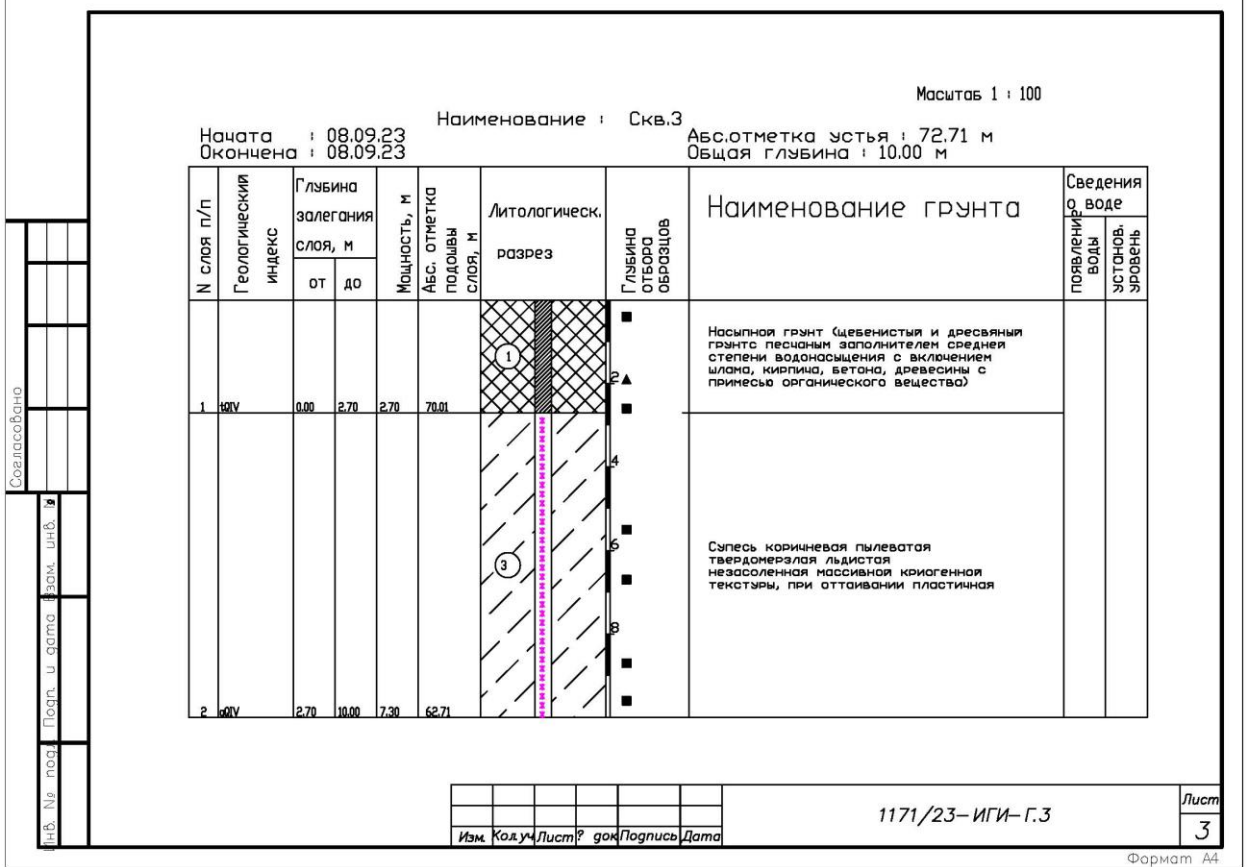 Масштаб 1 : 100
Наименование : Скв.3
Начата : 08.09.23
Окончена : 08.09.23
Абс.отметка устья : 72.71 м
Общая глубина : 10.00 м
N слоя п/п
Геологический индекс
Глубина залегания слоя, м
от
до
Мощность, м
Абс. отметка подошвы слоя, м
Литологическ. разрез
Глубина отбора образцов
Наименование грунта
Сведения о воде
появление воды
установ. уровень
Насыпной грунт (щебенистый и дресвяный
грунтс песчаным заполнителем средней
степени водонасыщения с включением
шлама, кирпича, бетона, древесины с
примесью органического вещества)
1
2
1 tQIV 0.00 2.70 2.70 70.01
4
6
3
Супесь коричневая пылеватая
твердомерзлая льдистая
незасоленная массивной криогенной
текстуры, при оттаивании пластичная
8
2 2.70 10.00 7.30 62.71
Согласовано
Взам. инв. №
Подп. и дата
Инв. № подл.
Изм. Кол.уч Лист ? док Подпись Дата
1171/23-ИГИ-Г.3
Лист
3
Формат А4